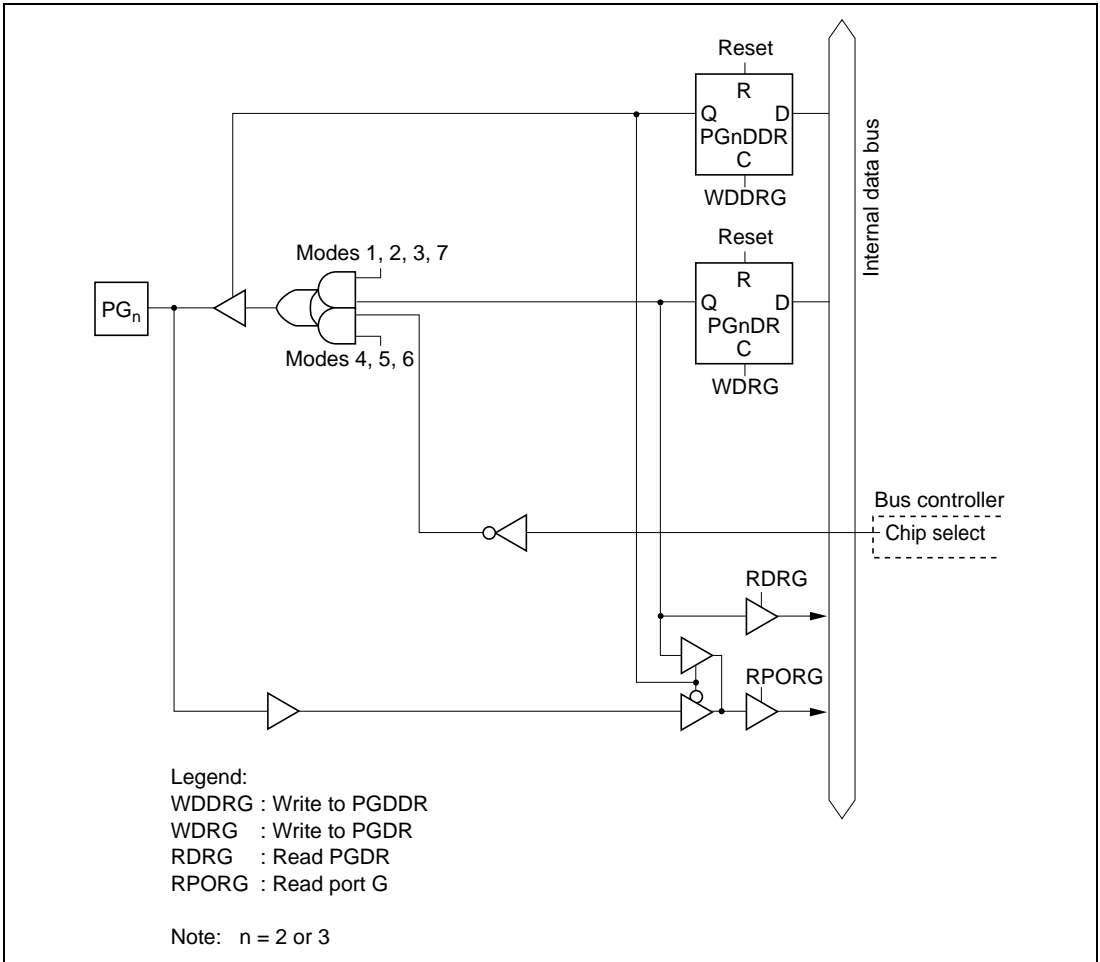 Reset
R
Q D
PGnDDR
C
WDDRG
Internal data bus
Reset
Modes 1, 2, 3, 7
R
Q D
PGn
PGnDR
C
Modes 4, 5, 6
WDRG
Bus controller
Chip select
RDRG
RPORG
Legend:
WDDRG : Write to PGDDR
WDRG : Write to PGDR
RDRG : Read PGDR
RPORG : Read port G
Note: n = 2 or 3